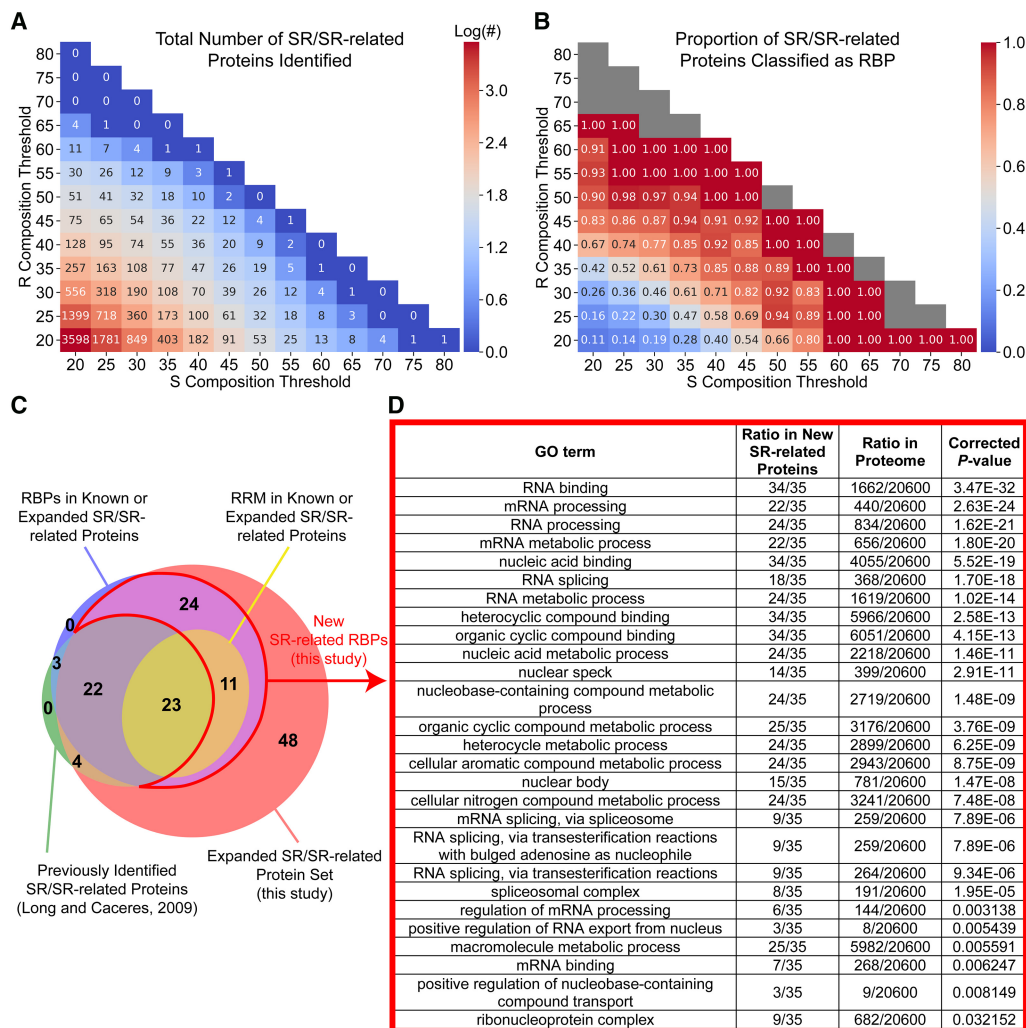 A
Total Number of SR/SR-related
Proteins Identified
Log(#)
R Composition Threshold
80 0
75 0 0
70 0 0 0
65 4 1 0 0
60 11 7 4 1 1
55 30 26 12 9 3 1
50 51 41 32 18 10 2 0
45 75 65 54 36 22 12 4 1
40 128 95 74 55 36 20 9 2 0
35 257 163 108 77 47 26 19 5 1 0
30 556 318 190 108 70 39 26 12 4 1 0
25 1399 718 360 173 100 61 32 18 8 3 0 0
20 3598 1781 849 403 182 91 53 25 13 8 4 1 1
20 25 30 35 40 45 50 55 60 65 70 75 80
S Composition Threshold
3.0
2.4
1.8
1.2
0.6
0.0
B
Proportion of SR/SR-related
Proteins Classified as RBP
R Composition Threshold
80
75
70
65 1.00 1.00
60 0.91 1.00 1.00 1.00 1.00
55 0.93 1.00 1.00 1.00 1.00 1.00
50 0.90 0.98 0.97 0.94 1.00 1.00
45 0.83 0.86 0.87 0.94 0.91 0.92 1.00 1.00
40 0.67 0.74 0.77 0.85 0.92 0.85 1.00 1.00
35 0.42 0.52 0.61 0.73 0.85 0.88 0.89 1.00 1.00
30 0.26 0.36 0.46 0.61 0.71 0.82 0.92 0.83 1.00 1.00
25 0.16 0.22 0.30 0.47 0.58 0.69 0.94 0.89 1.00 1.00
20 0.11 0.14 0.19 0.28 0.40 0.54 0.66 0.80 1.00 1.00 1.00 1.00 1.00
20 25 30 35 40 45 50 55 60 65 70 75 80
S Composition Threshold
1.0
0.8
0.6
0.4
0.2
0.0
C
RBPs in Known or
Expanded SR/SR-
related Proteins
RRM in Known or
Expanded SR/SR-
related Proteins
24
0
New
SR-related RBPs
(this study)
3
22
11
23
0
48
4
Previously Identified
SR/SR-related Proteins
(Long and Caceres, 2009)
Expanded SR/SR-related
Protein Set
(this study)
D
GO term Ratio in New SR-related Proteins Ratio in Proteome Corrected P-value
RNA binding 34/35 1662/20600 3.47E-32
mRNA processing 22/35 440/20600 2.63E-24
RNA processing 24/35 834/20600 1.62E-21
mRNA metabolic process 22/35 656/20600 1.80E-20
nucleic acid binding 34/35 4055/20600 5.52E-19
RNA splicing 18/35 368/20600 1.70E-18
RNA metabolic process 24/35 1619/20600 1.02E-14
heterocyclic compound binding 34/35 5966/20600 2.58E-13
organic cyclic compound binding 34/35 6051/20600 4.15E-13
nucleic acid metabolic process 24/35 2218/20600 1.46E-11
nuclear speck 14/35 399/20600 2.91E-11
nucleobase-containing compound metabolic
process 24/35 2719/20600 1.48E-09
organic cyclic compound metabolic process 25/35 3176/20600 3.76E-09
heterocycle metabolic process 24/35 2899/20600 6.25E-09
cellular aromatic compound metabolic process 24/35 2943/20600 8.75E-09
nuclear body 15/35 781/20600 1.47E-08
cellular nitrogen compound metabolic process 24/35 3241/20600 7.48E-08
mRNA splicing, via spliceosome 9/35 259/20600 7.89E-06
RNA splicing, via transesterification reactions
with bulged adenosine as nucleophile 9/35 259/20600 7.89E-06
RNA splicing, via transesterification reactions 9/35 264/20600 9.34E-06
spliceosomal complex 8/35 191/20600 1.95E-05
regulation of mRNA processing 6/35 144/20600 0.003138
positive regulation of RNA export from nucleus 3/35 8/20600 0.005439
macromolecule metabolic process 25/35 5982/20600 0.005591
mRNA binding 7/35 268/20600 0.006247
positive regulation of nucleobase-containing
compound transport 3/35 9/20600 0.008149
ribonucleoprotein complex 9/35 682/20600 0.032152